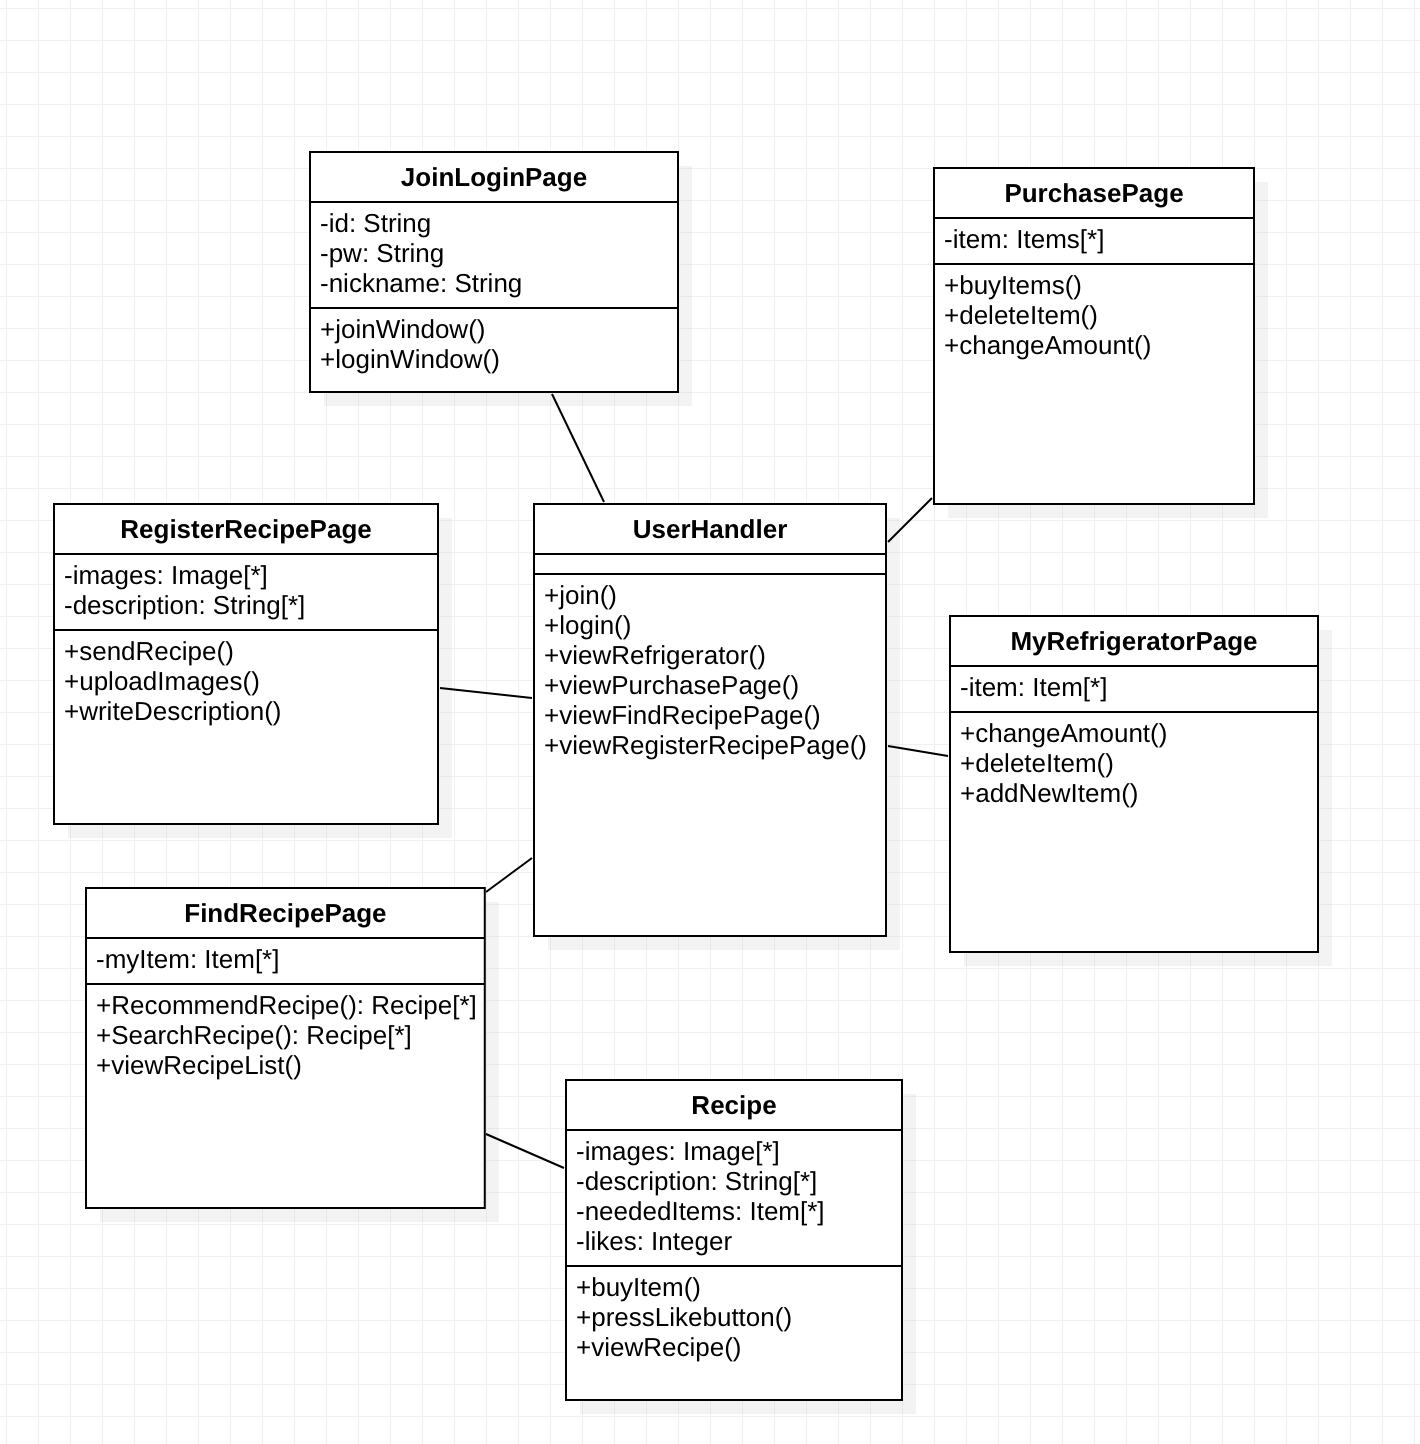 JoinLoginPage
-id: String
-pw: String
-nickname: String
+joinWindow()
+loginWindow()
PurchasePage
-item: Items[*]
+buyItems()
+deleteItem()
+changeAmount()
RegisterRecipePage
-images: Image[*]
-description: String[*]
+sendRecipe()
+uploadImages()
+writeDescription()
UserHandler
+join()
+login()
+viewRefrigerator()
+viewPurchasePage()
+viewFindRecipePage()
+viewRegisterRecipePage()
MyRefrigeratorPage
-item: Item[*]
+changeAmount()
+deleteItem()
+addNewItem()
FindRecipePage
-myItem: Item[*]
+RecommendRecipe(): Recipe[*]
+SearchRecipe(): Recipe[*]
+viewRecipeList()
Recipe
-images: Image[*]
-description: String[*]
-neededItems: Item[*]
-likes: Integer
+buyItem()
+pressLikebutton()
+viewRecipe()